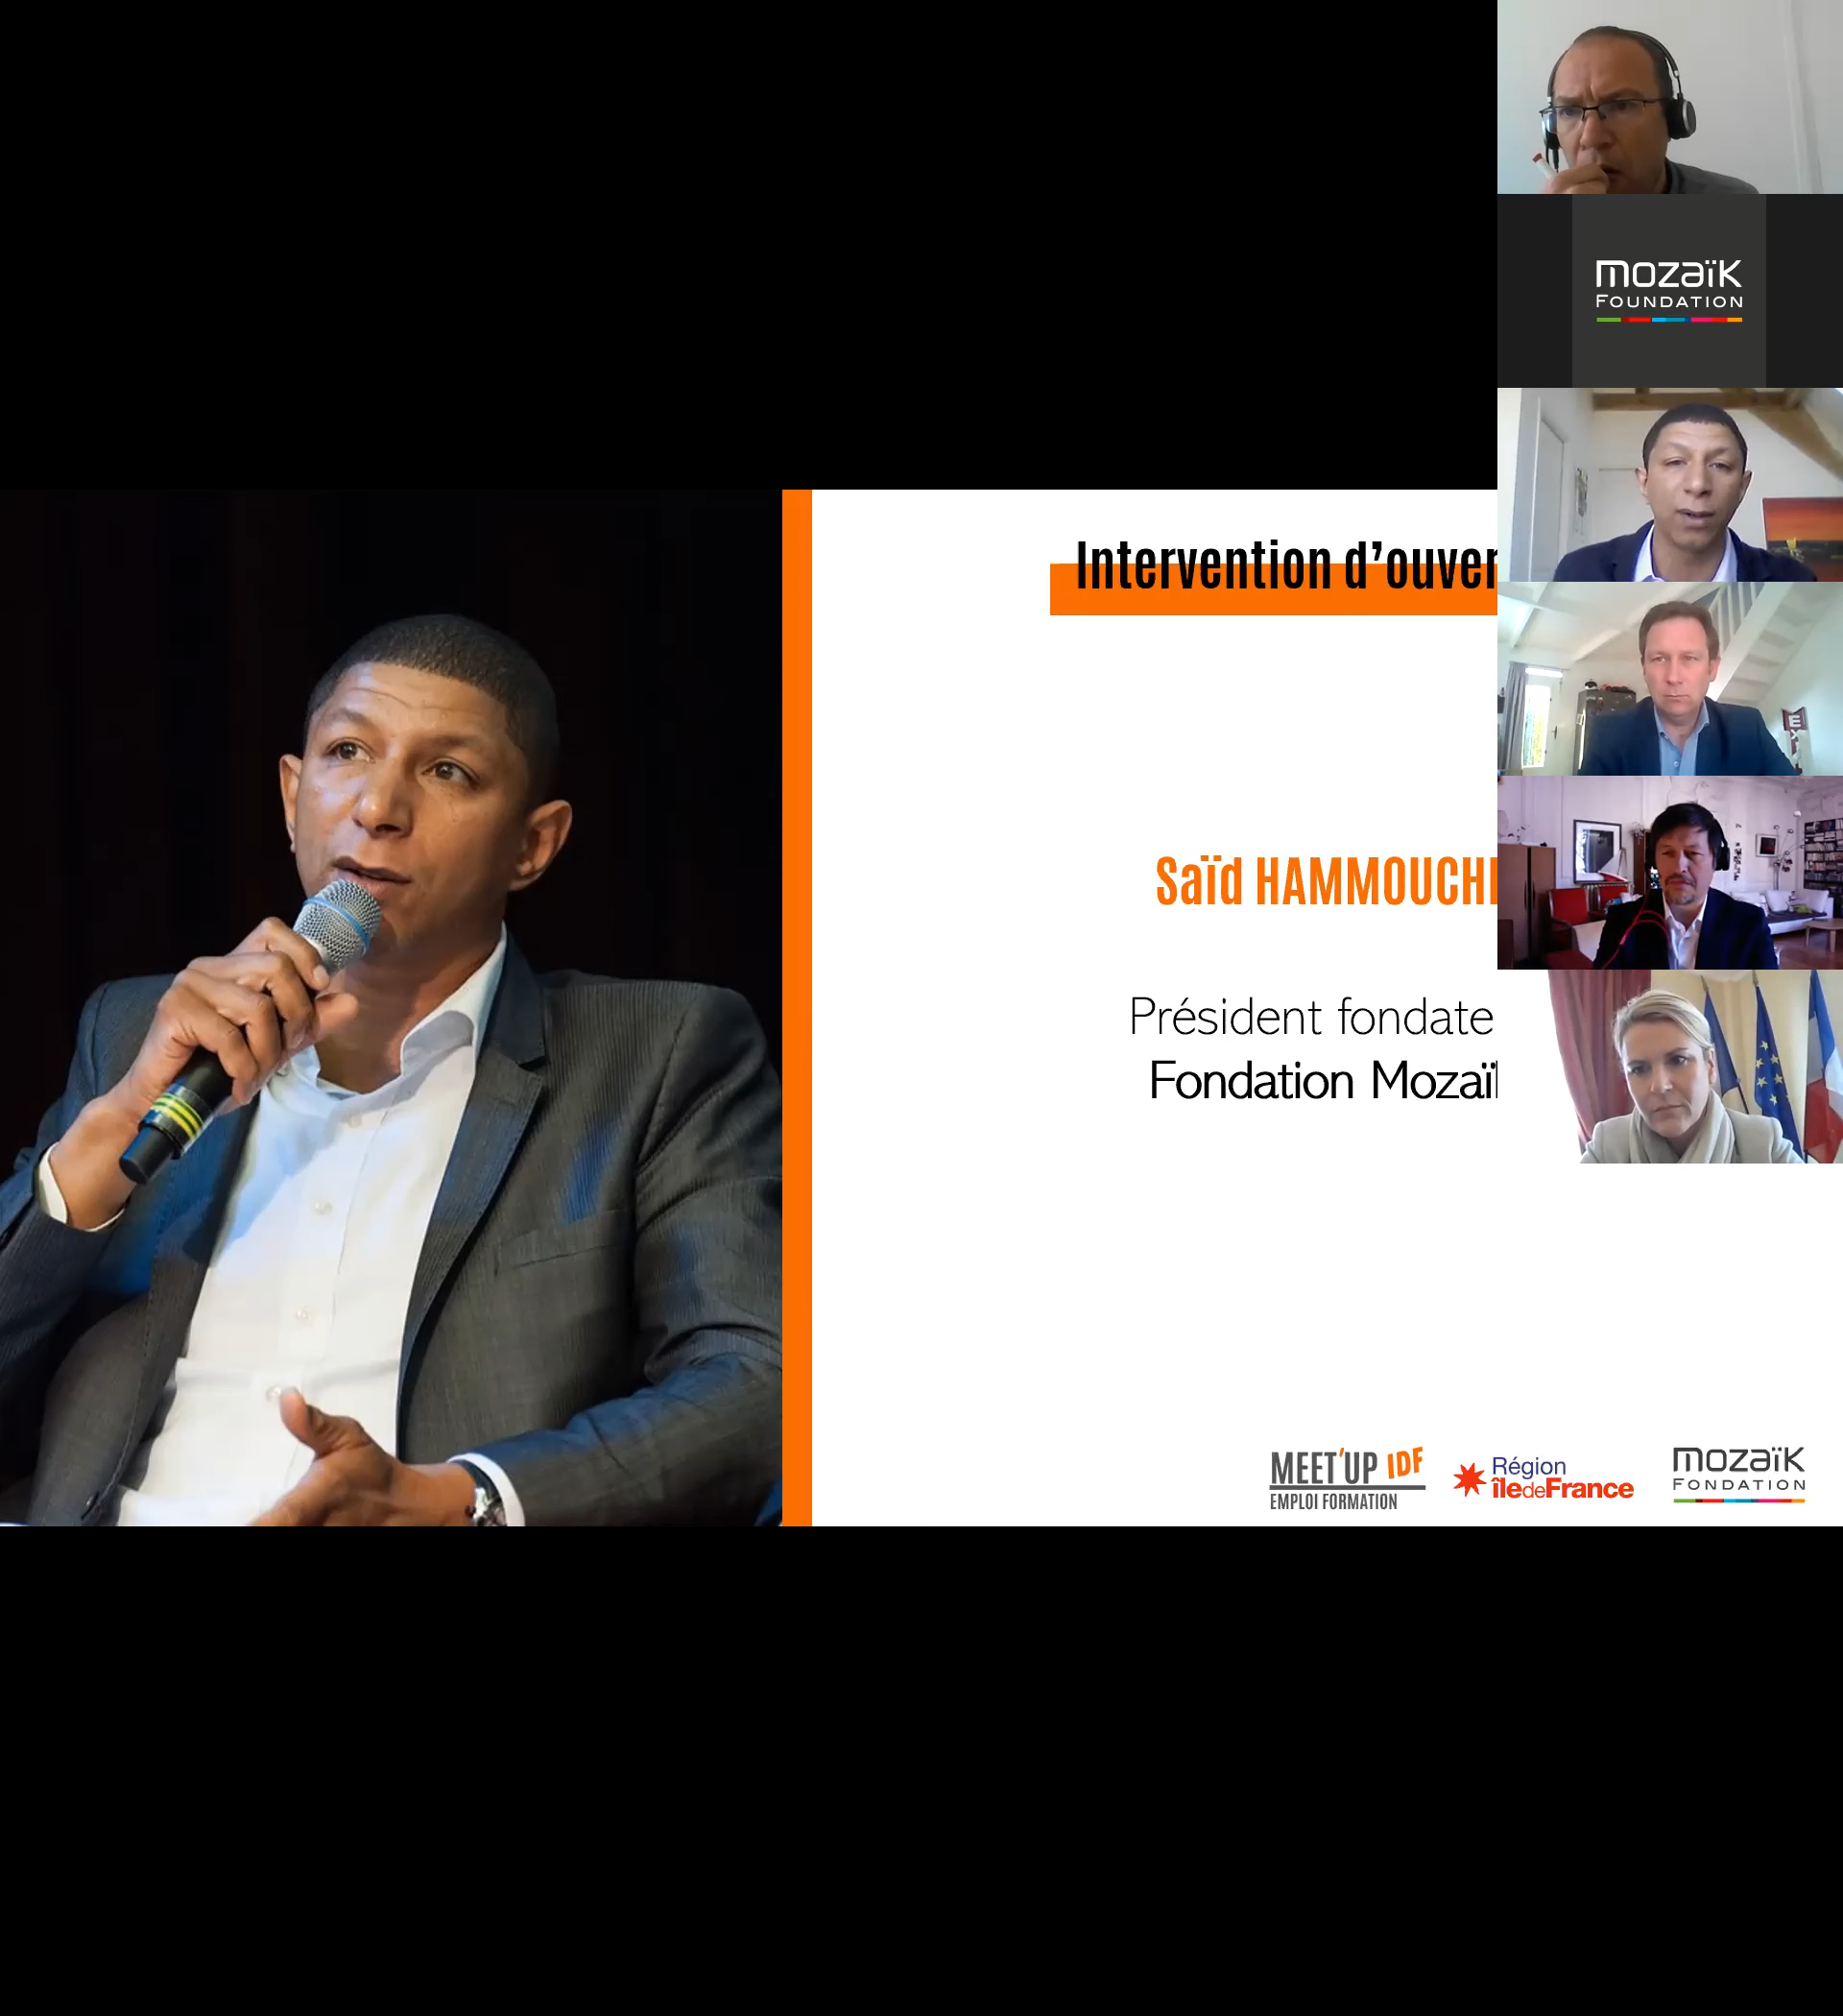 mozaïk
FOUNDATION
Intervention d’ouver
Saïd HAMMOUCH
Président fondate
Fondation Mozaï
MEET'UP IDF
EMPLOI FORMATION
Région
îledeFrance
mozaïk
FONDATION